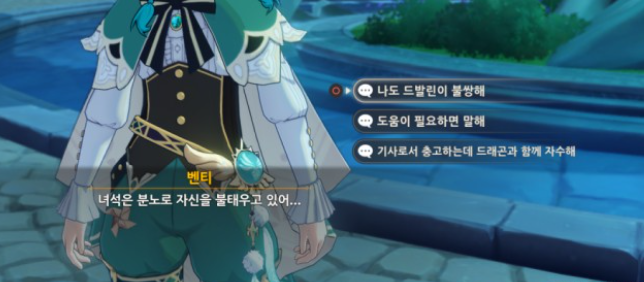 나도 드발린이 불쌍해
도움이 필요하면 말해
기사로서 충고하는데 드래곤과 함께 자수해
벤티
녀석은 분노로 자신을 불태우고 있어...